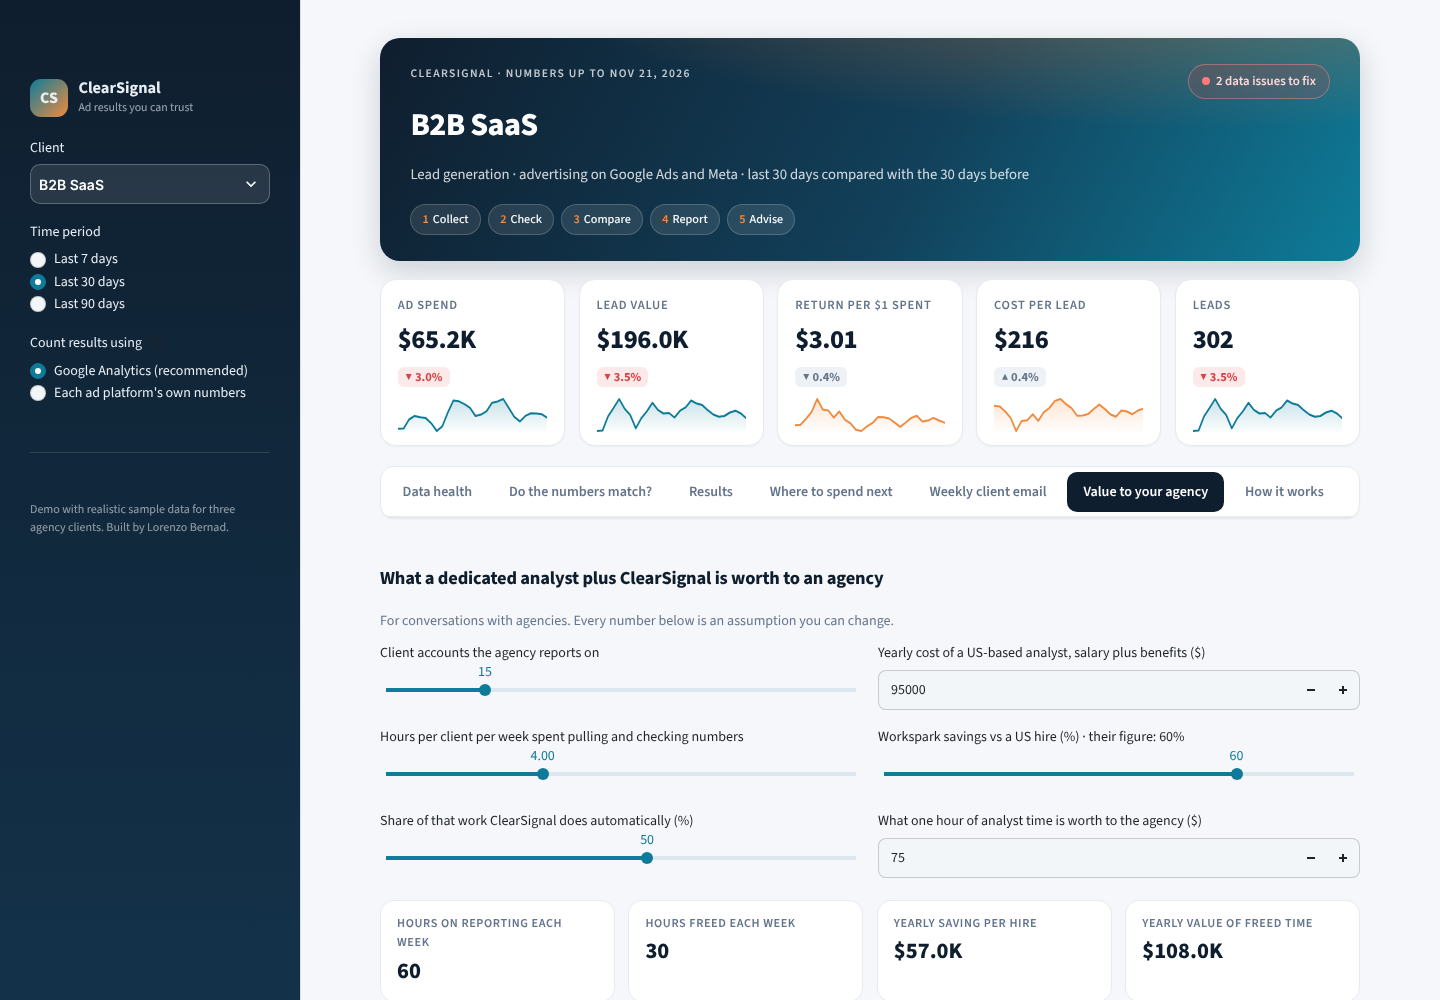 CS
ClearSignal
Ad results you can trust
Client
B2B SaaS
Time period
Last 7 days
Last 30 days
Last 90 days
Count results using
Google Analytics (recommended)
Each ad platform's own numbers
Demo with realistic sample data for three
agency clients. Built by Lorenzo Bernad.
CLEARSIGNAL · NUMBERS UP TO NOV 21, 2026
2 data issues to fix
B2B SaaS
Lead generation · advertising on Google Ads and Meta · last 30 days compared with the 30 days before
1 Collect
2 Check
3 Compare
4 Report
5 Advise
AD SPEND
$65.2K
▼ 3.0%
LEAD VALUE
$196.0K
▼ 3.5%
RETURN PER $1 SPENT
$3.01
▼ 0.4%
COST PER LEAD
$216
▲ 0.4%
LEADS
302
▼ 3.5%
Data health
Do the numbers match?
Results
Where to spend next
Weekly client email
Value to your agency
How it works
What a dedicated analyst plus ClearSignal is worth to an agency
For conversations with agencies. Every number below is an assumption you can change.
Client accounts the agency reports on
15
Yearly cost of a US-based analyst, salary plus benefits ($)
95000
Hours per client per week spent pulling and checking numbers
4.00
Workspark savings vs a US hire (%) · their figure: 60%
60
Share of that work ClearSignal does automatically (%)
50
What one hour of analyst time is worth to the agency ($)
75
HOURS ON REPORTING EACH
WEEK
60
HOURS FREED EACH WEEK
30
YEARLY SAVING PER HIRE
$57.0K
YEARLY VALUE OF FREED TIME
$108.0K